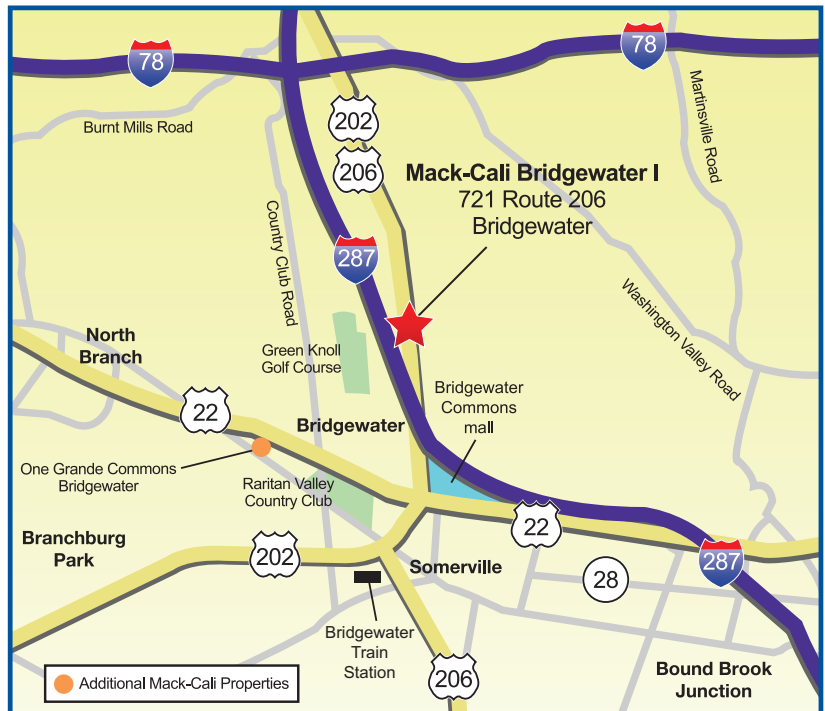 78
78
202
Burnt Mills Road
Martinsville Road
206
Mack-Cali Bridgewater I
721 Route 206
Bridgewater
Country Club Road
287
Washington Valley Road
North
Branch
Green Knoll
Golf Course
Bridgewater
Commons
mall
22
Bridgewater
One Grande Commons
Bridgewater
Raritan Valley
Country Club
22
Branchburg
Park
202
Somerville
287
28
Bridgewater
Train
Station
206
Bound Brook
Junction
Additional Mack-Cali Properties